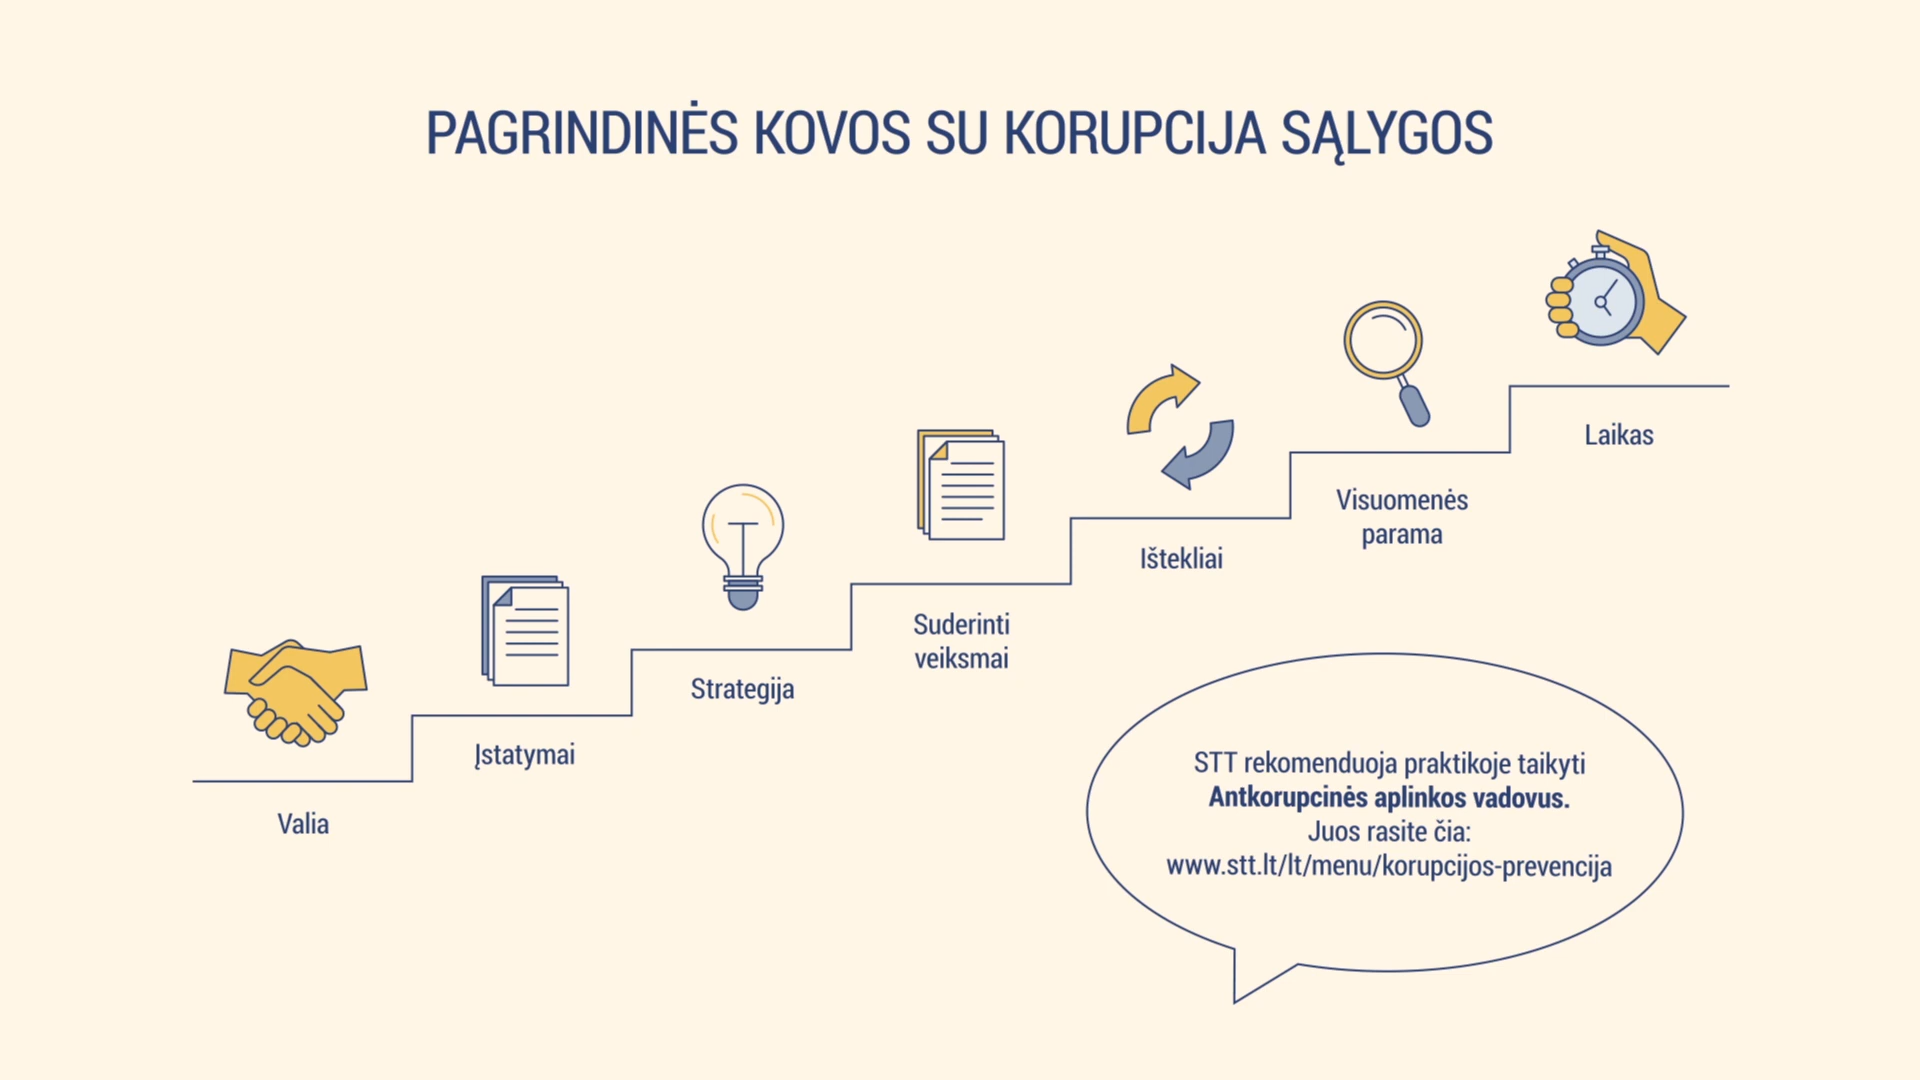 PAGRINDINĖS KOVOS SU KORUPCIJA SĄLYGOS
Valia
Įstatymai
Strategija
Suderinti
veiksmai
Ištekliai
Visuomenės
parama
Laikas
STT rekomenduoja praktikoje taikyti
Antkorupcinės aplinkos vadovus.
Juos rasite čia:
www.stt.lt/lt/menu/korupcijos-prevencija